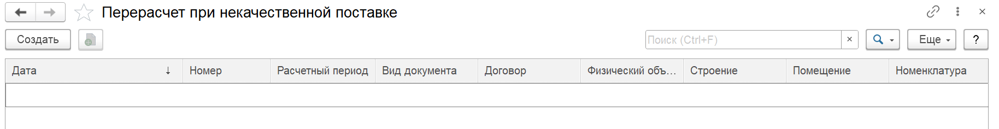 Перерасчет при некачественной поставке
Создать Поиск (Ctrl+F) × Еще ?
Дата ↓ Номер Расчетный период Вид документа Договор Физический объ... Строение Помещение Номенклатура